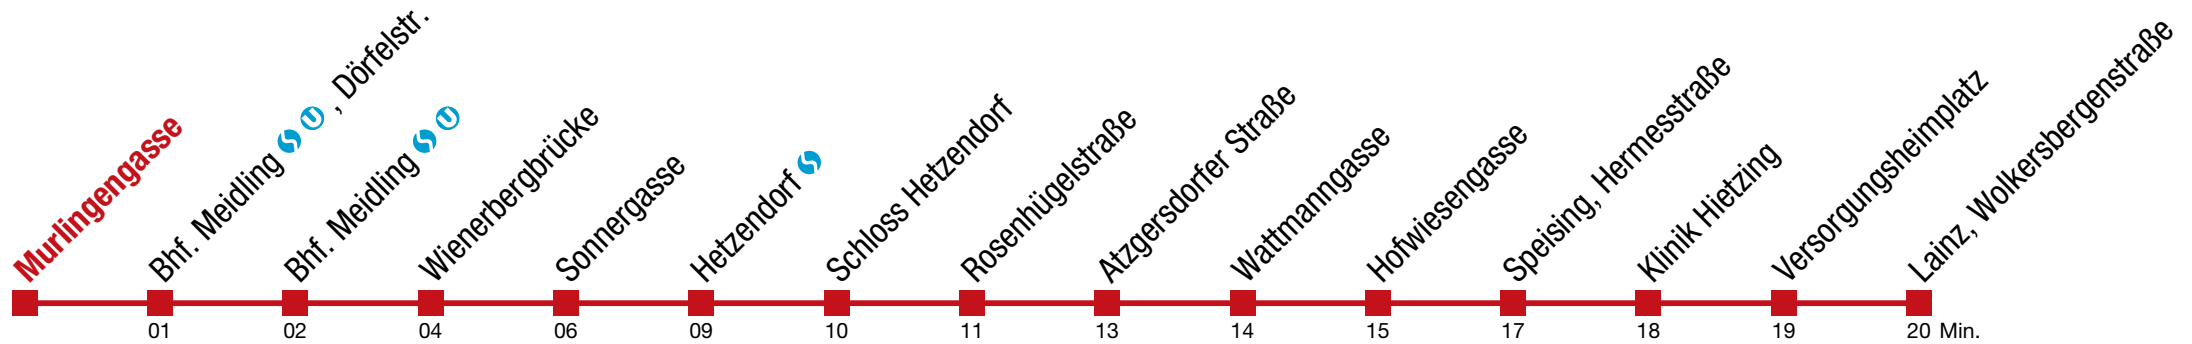 Murlingengasse
Bhf. Meidling S U , Dörfelstr.
Bhf. Meidling S U
Wienerbergbrücke
Sonnergasse
Hetzendorf S
Schloss Hetzendorf
Rosenhügelstraße
Atzgersdorfer Straße
Wattmanngasse
Hofwiesengasse
Speising, Hermesstraße
Klinik Hietzing
Versorgungsheimplatz
Lainz, Wolkersbergenstraße
01 02 04 06 09 10 11 13 14 15 17 18 19 20 Min.